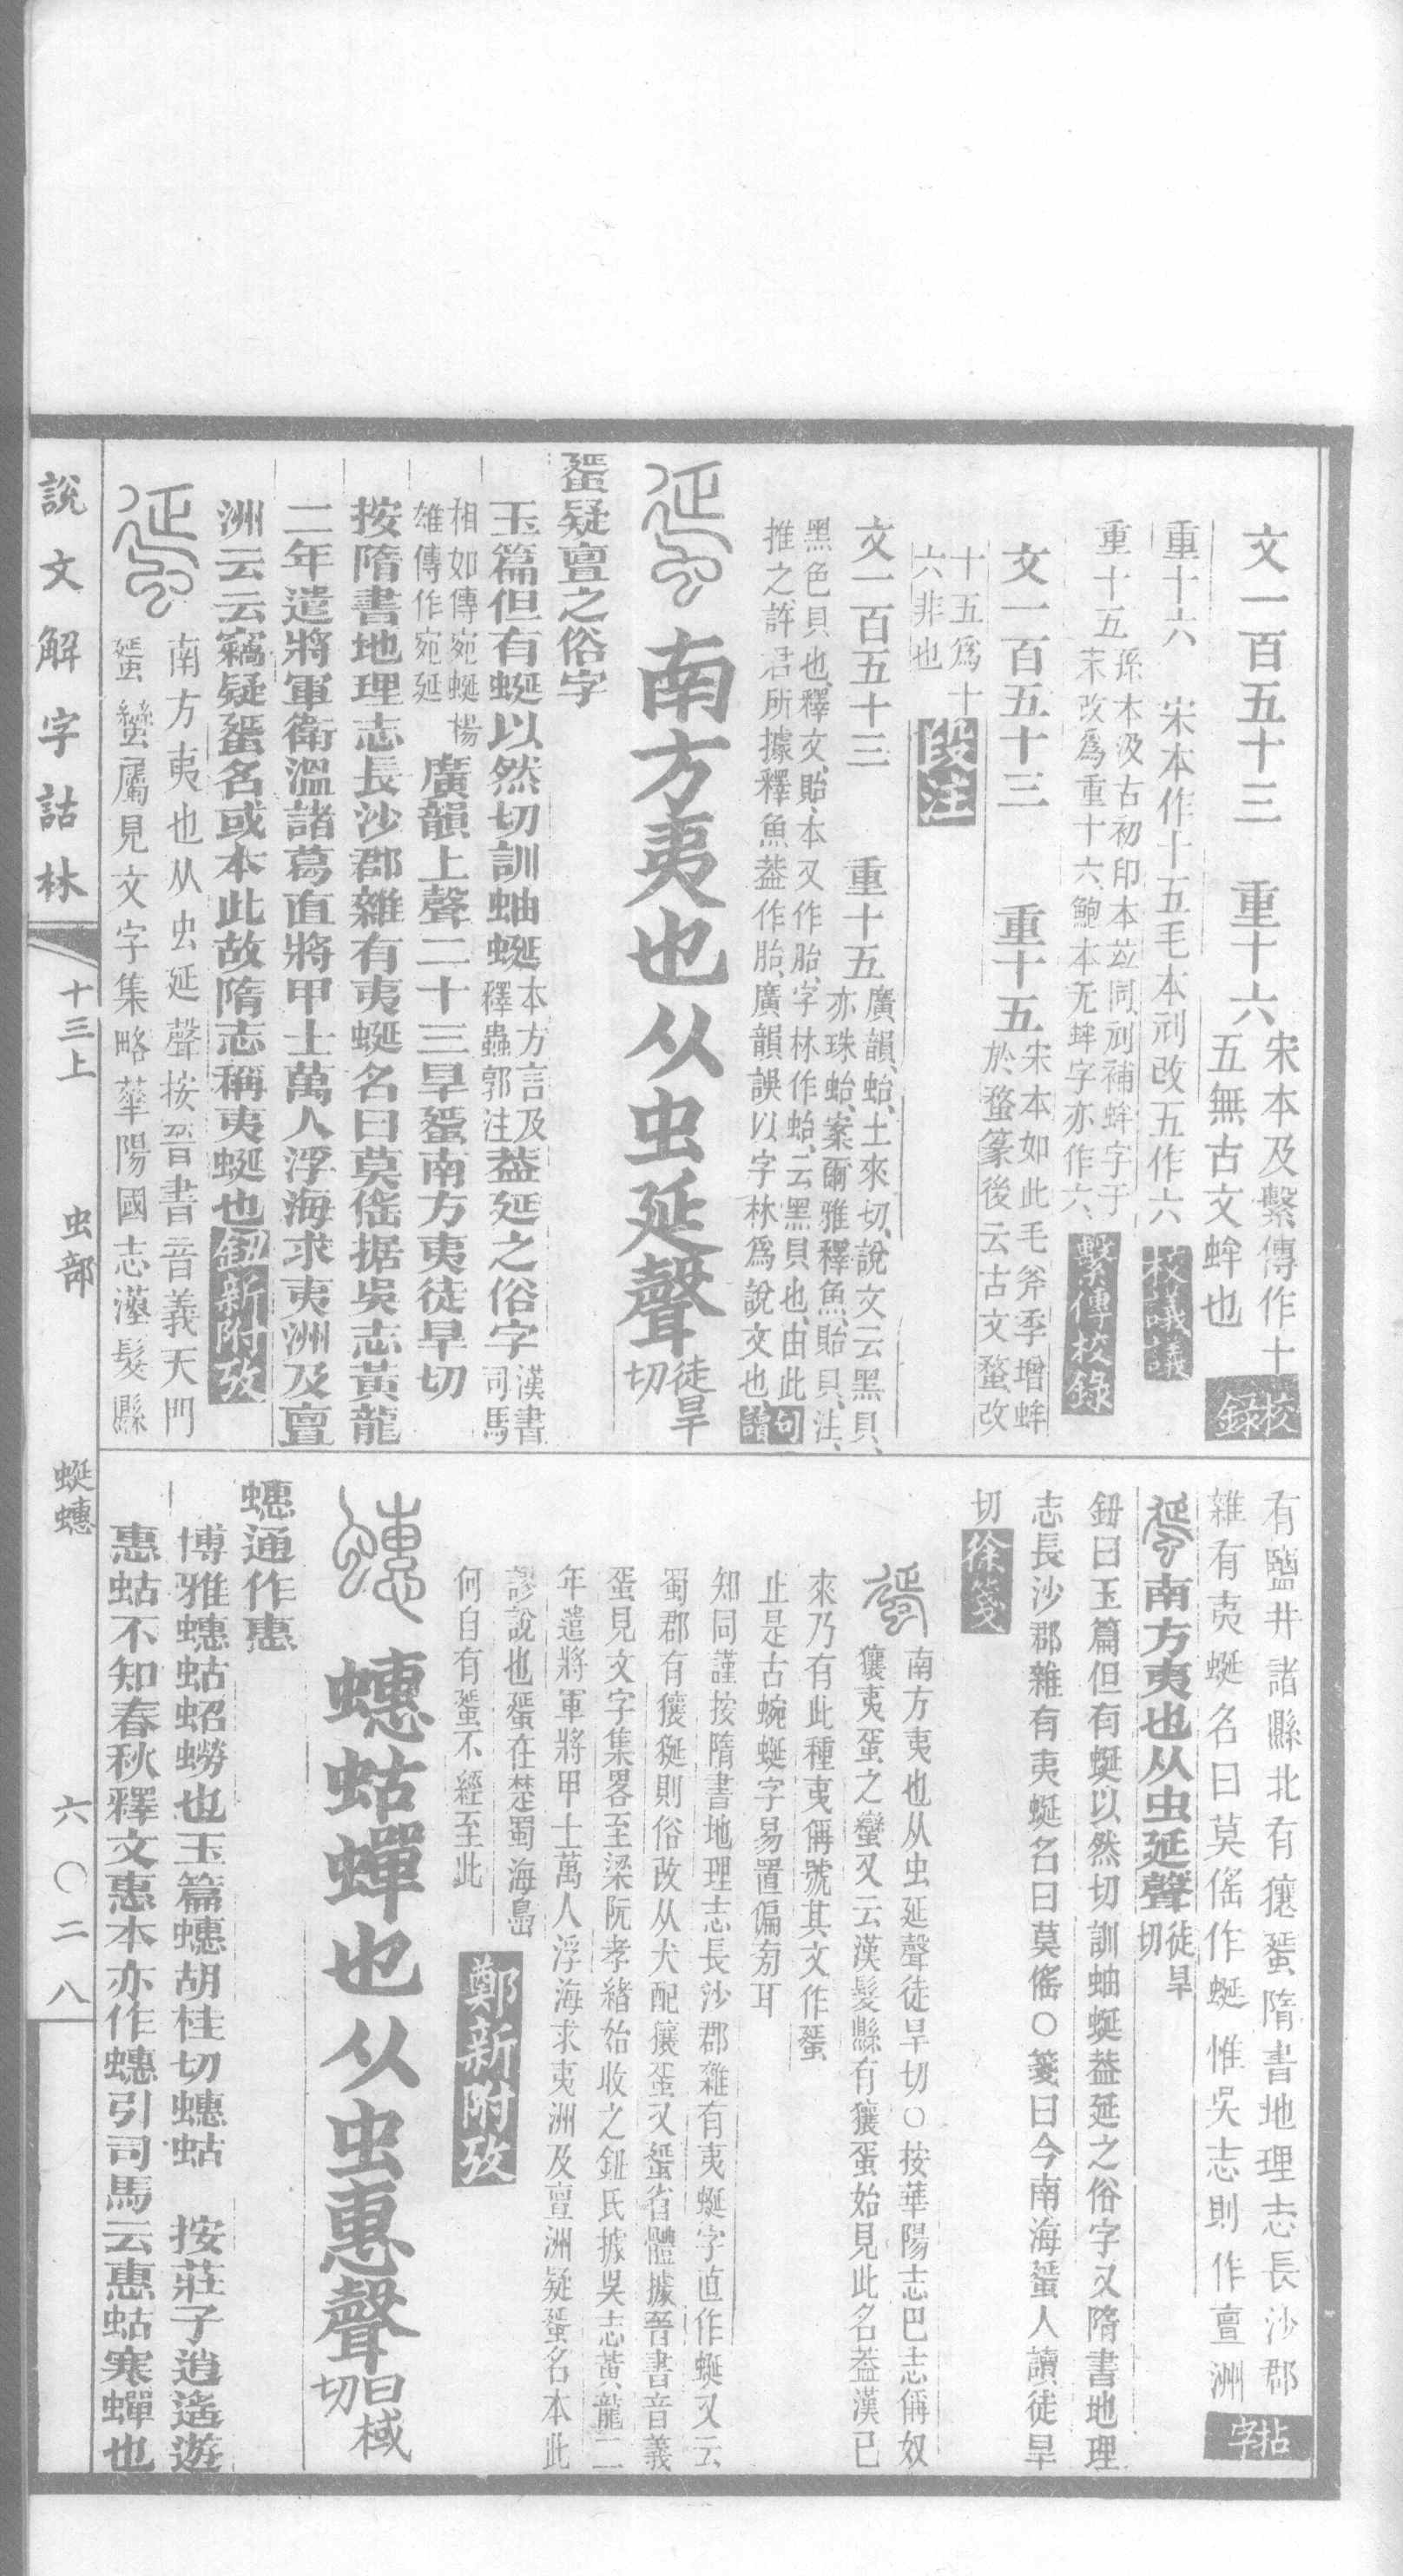 文一百五十三　重十六宋本及繫傳作十五無古文蛑也校錄
重十六　宋本作十五毛本剜改五作六校議議
重十五孫本汲古初印本竝同剜補蛑字于末改爲重十六鮑本无蛑字亦作六繫傳校錄
文一百五十三　重十五宋本如此毛斧季增蛑於蝥篆後云古文蝥改
十五爲十六非也段注
文一百五十三　重十五廣韻蛤土來切說文云黑貝亦珠蛤案爾雅釋魚貽貝注
黑色貝也釋文貽本又作胎字林作蛤云黑貝也由此推之許君所據釋魚葢作胎廣韻誤以字林爲說文也句讀
南方夷也从虫延聲徒旱切
蜑疑亶之俗字
玉篇但有蜒以然切訓蚰蜒本方言及釋蟲郭注葢延之俗字漢書司馬
相如傳宛蜒楊雄傳作宛延廣韻上聲二十三旱蜑南方夷徒旱切
按隋書地理志長沙郡雜有夷蜒名曰莫傜据吳志黃龍
二年遣將軍衛溫諸葛直將甲士萬人浮海求夷洲及亶
洲云云竊疑蜑名或本此故隋志稱夷蜒也鈕新附攷
南方夷也从虫延聲按晉書音義天門蜑蠻屬見文字集略華陽國志漢髮縣
說文解字詁林　十三上　虫部　蜒蟪　六〇二八
有鹽井諸縣北有獽蜑隋書地理志長沙郡
雜有夷蜒名曰莫傜作蜒惟吳志則作亶洲拈字
南方夷也从虫延聲徒旱切
鈕曰玉篇但有蜒以然切訓蚰蜒葢延之俗字又隋書地理
志長沙郡雜有夷蜒名曰莫傜〇箋曰今南海蜑人讀徒旱
切徐箋
南方夷也从虫延聲徒旱切〇按華陽志巴志稱奴
獽夷蛋之蠻又云漢髮縣有獽蛋始見此名葢漢已
來乃有此種夷稱號其文作蜑
止是古蜿蜒字易置偏㫄耳
知同謹按隋書地理志長沙郡雜有夷蜒字直作蜒又云
蜀郡有獽狿則俗改从犬配獽蛋又蜑省體據晉書音義
蛋見文字集畧至梁阮孝緒始收之鈕氏據吳志黃龍二
年遣將軍將甲士萬人浮海求夷洲及亶洲疑蜑名本此
謬說也蜑在楚蜀海島
何自有蜑不經至此　鄭新附攷
蟪蛄蟬也从虫惠聲日械切
蟪通作惠
博雅蟪蛄蛁蟧也玉篇蟪胡桂切蟪蛄　按莊子逍遙遊
惠蛄不知春秋釋文惠本亦作蟪引司馬云惠蛄寒蟬也